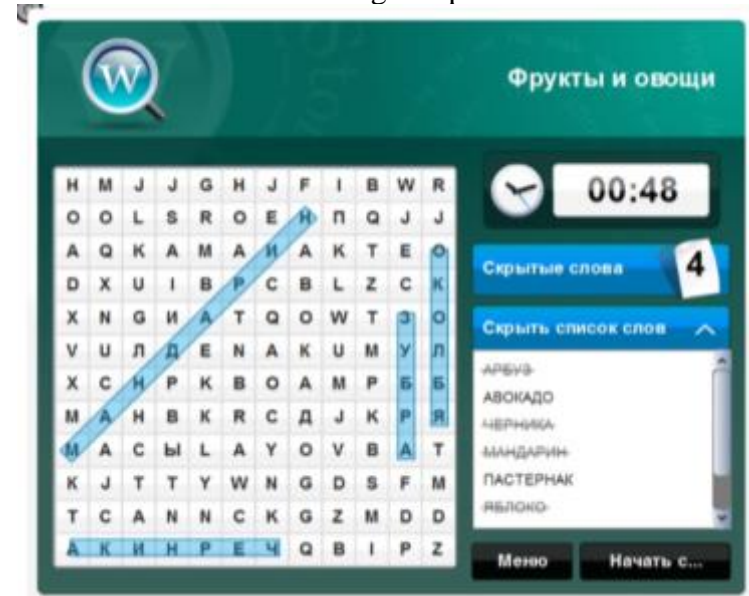 W
Фрукты и овощи
H M J J G H J F I B W R
O O L S R O E Н П Q J J
A Q K A M A И A K T E О
D X U I B Р C B L Z C К
X N G И А T Q O W T З О
V U Л Д E N A K U M У Л
X C Н P K B O A M P Б Б
M А H B K R C Д J K Р Я
М A C Ы L A Y O V B А T
K J T T Y W N G D S F M
T C A N N C K G Z M D D
А К И Н Р Е Ч Q B I P Z
00:48
Скрытые слова 4
Скрыть список слов
АРБУЗ
АВОКАДО
ЧЕРНИКА
МАНДАРИН
ПАСТЕРНАК
ЯБЛОКО
Меню Начать с...